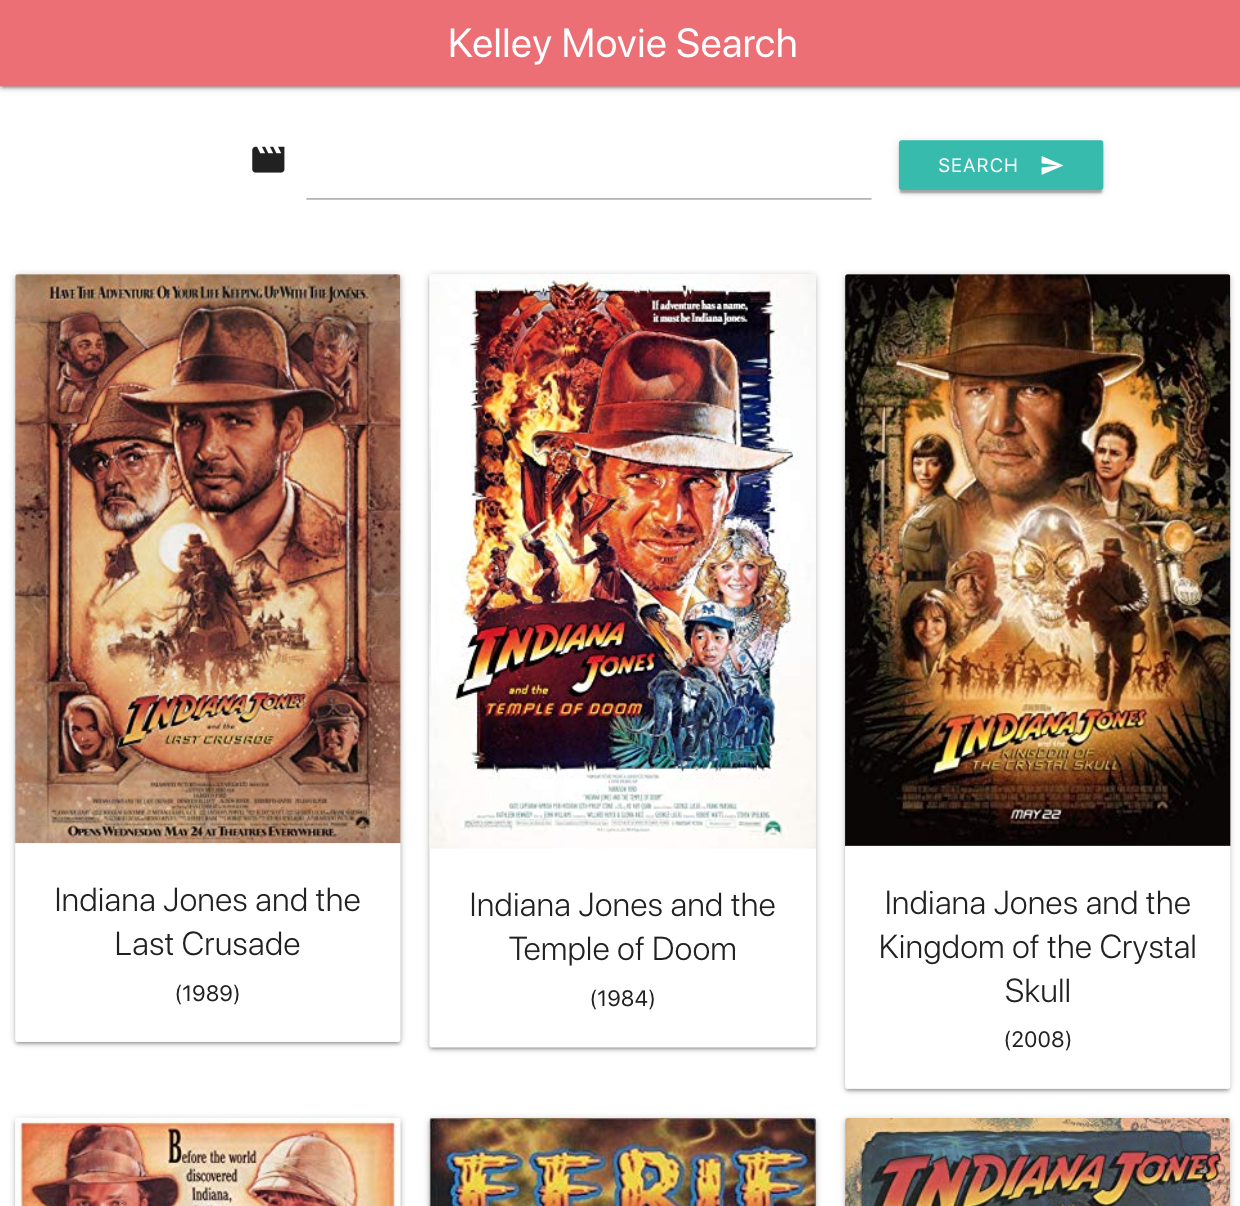 Kelley Movie Search
SEARCH
HAVE THE ADVENTURE OF YOUR LIFE KEEPING UP WITH THE JONESES.
INDIANA JONES
and the
LAST CRUSADE
OPENS WEDNESDAY MAY 24 AT THEATRES EVERYWHERE.
Indiana Jones and the
Last Crusade
(1989)
If adventure has a name,
it must be Indiana Jones.
INDIANA
JONES
and the
TEMPLE OF DOOM
Indiana Jones and the
Temple of Doom
(1984)
INDIANA JONES
and the
KINGDOM OF
THE CRYSTAL SKULL
MAY 22
Indiana Jones and the
Kingdom of the Crystal
Skull
(2008)
Before the world
discovered
Indiana,
EERIE
INDIANA JONES